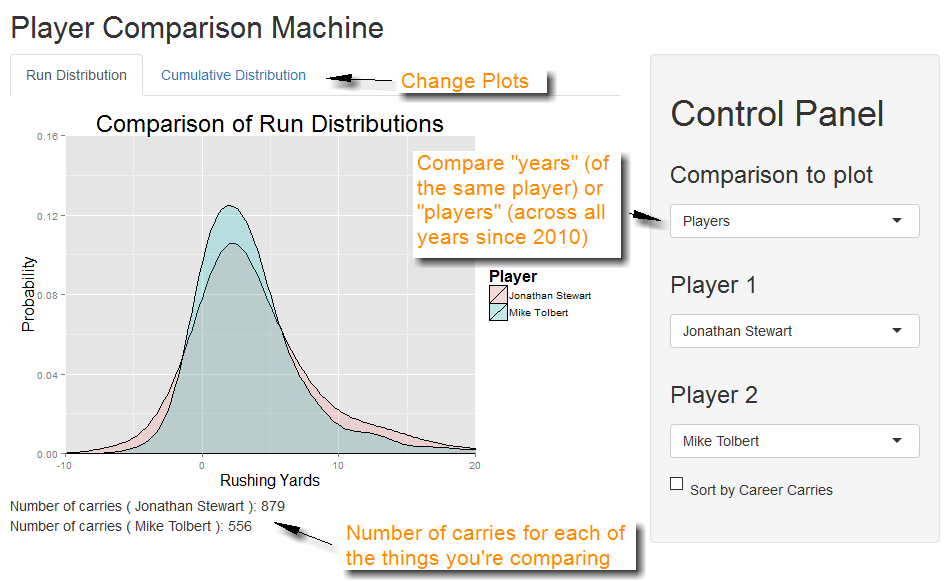 Player Comparison Machine
Run Distribution
Cumulative Distribution
Change Plots
Comparison of Run Distributions
0.16
0.12
0.08
0.04
0.00
Probability
-10
0
10
20
Rushing Yards
Compare "years" (of
the same player) or
"players" (across all
years since 2010)
Player
Jonathan Stewart
Mike Tolbert
Number of carries ( Jonathan Stewart ): 879
Number of carries ( Mike Tolbert ): 556
Number of carries for each of
the things you're comparing
Control Panel
Comparison to plot
Players
Player 1
Jonathan Stewart
Player 2
Mike Tolbert
Sort by Career Carries